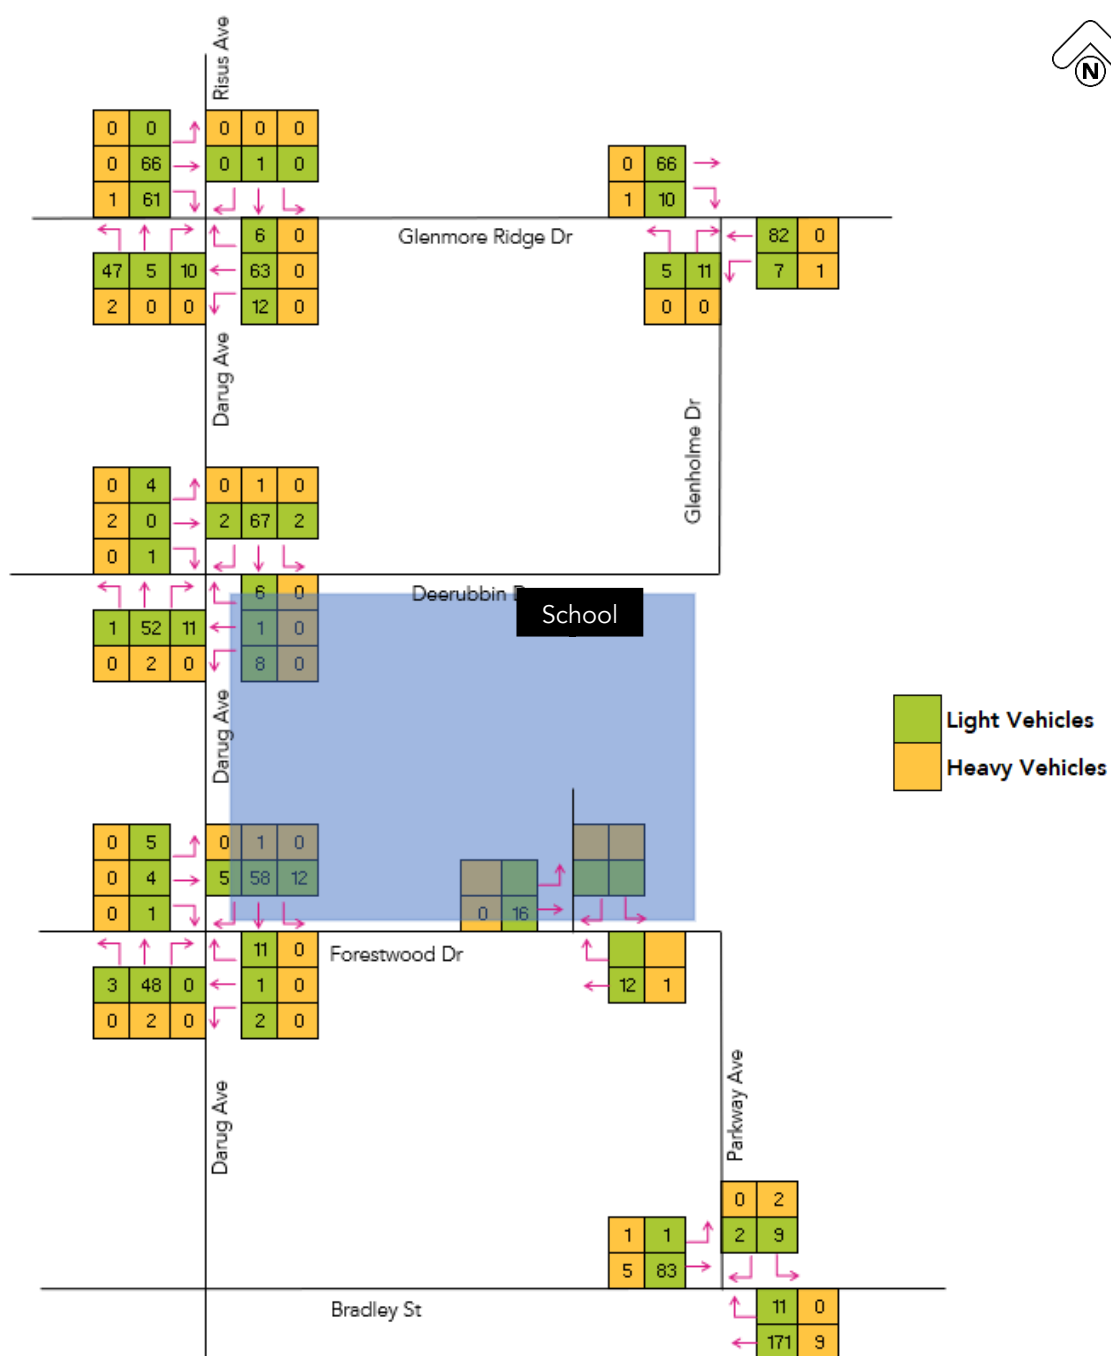 Risus Ave
N
0 0 0 0 0
0 66 0 1 0
1 61
0 66
1 10
Glenmore Ridge Dr
6 0
47 5 10 63 0
2 0 0 12 0
82 0
5 11 7 1
0 0
Darug Ave
Glenholme Dr
0 4 0 1 0
2 0 2 67 2
0 1
Deerubbin D
6 0
School
1 52 11 1 0
0 2 0 8 0
Darug Ave
Light Vehicles
Heavy Vehicles
0 5 0 1 0
0 4 5 58 12
0 1
0 16
Forestwood Dr
11 0
3 48 0 1 0
0 2 0 2 0
12 1
Darug Ave
Parkway Ave
0 2
1 1 2 9
5 83
Bradley St
11 0
171 9